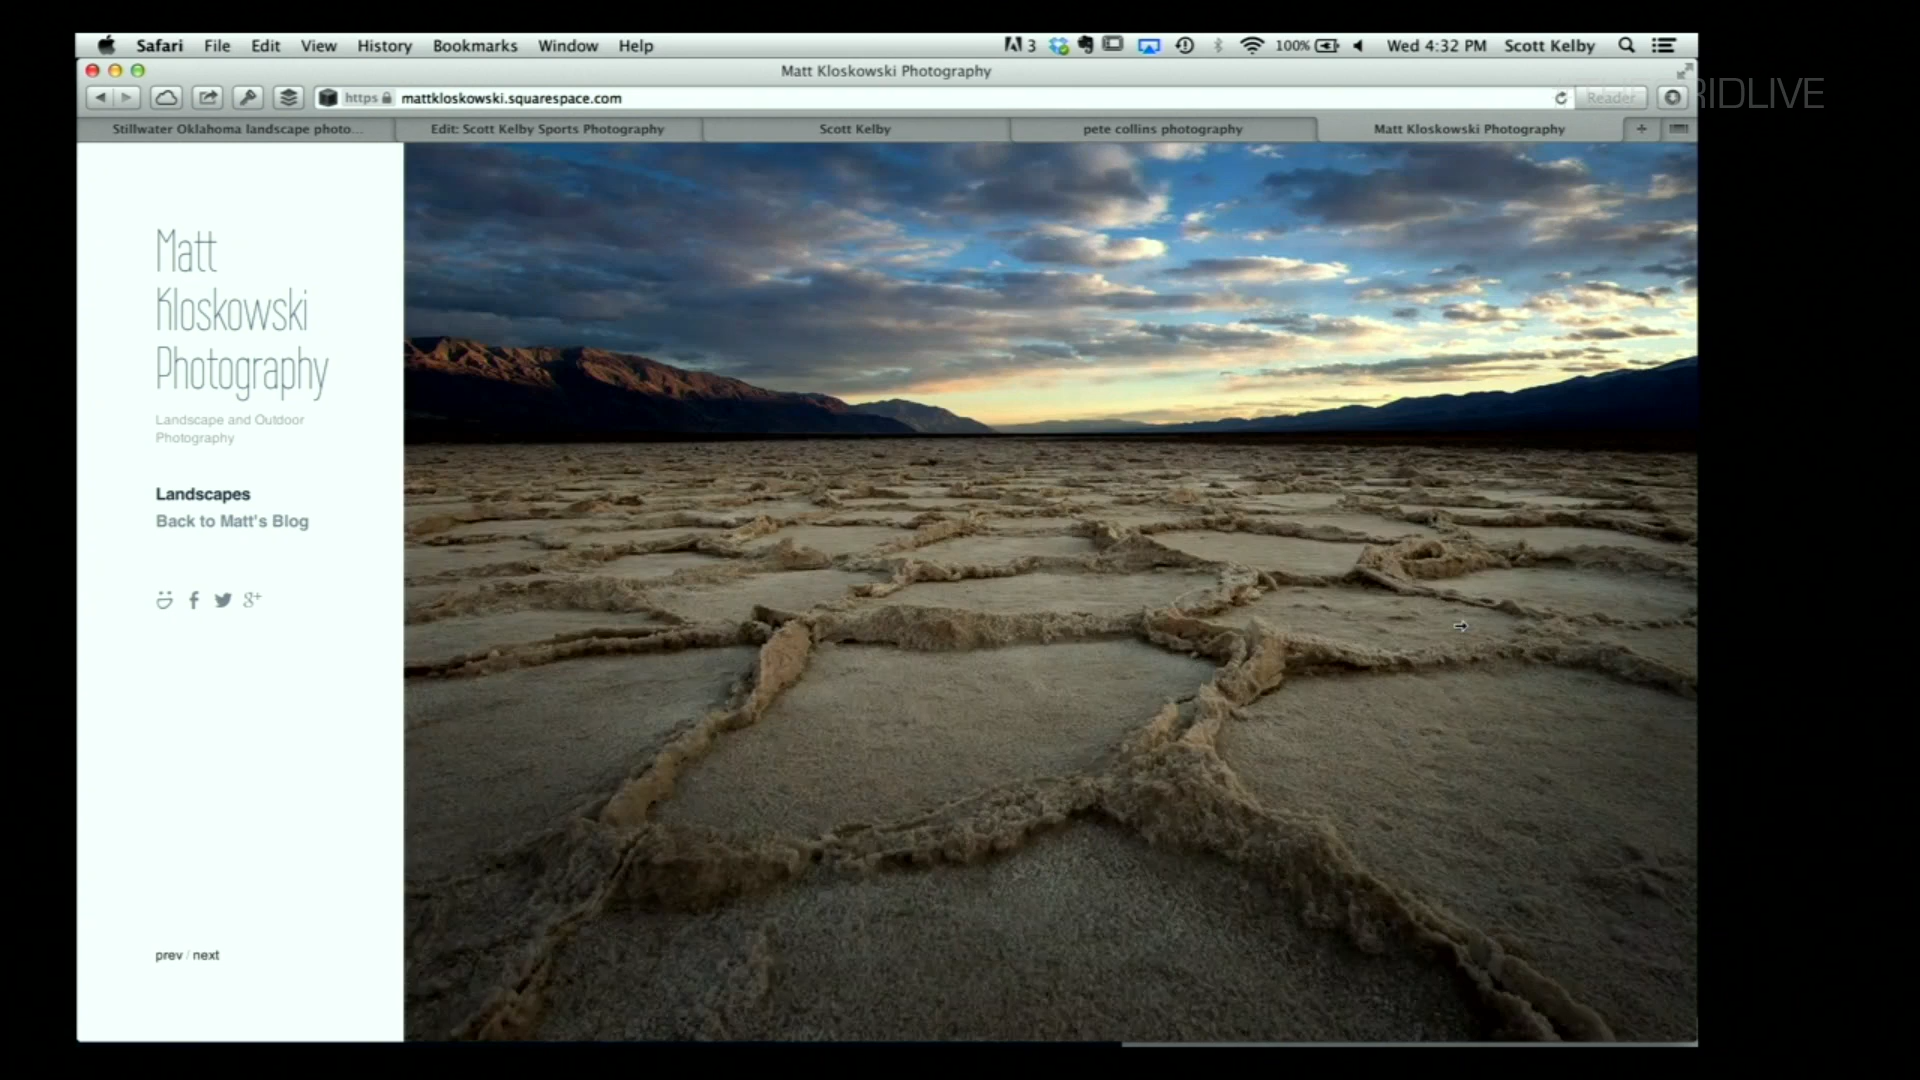 Safari File Edit View History Bookmarks Window Help 3 100% Wed 4:32 PM Scott Kelby
Matt Kloskowski Photography
https mattkloskowski.squarespace.com Reader
RIDLIVE
Stillwater Oklahoma landscape photo... Edit: Scott Kelby Sports Photography Scott Kelby pete collins photography Matt Kloskowski Photography +
Matt
Kloskowski
Photography
Landscape and Outdoor
Photography
Landscapes
Back to Matt's Blog
f g+
prev / next